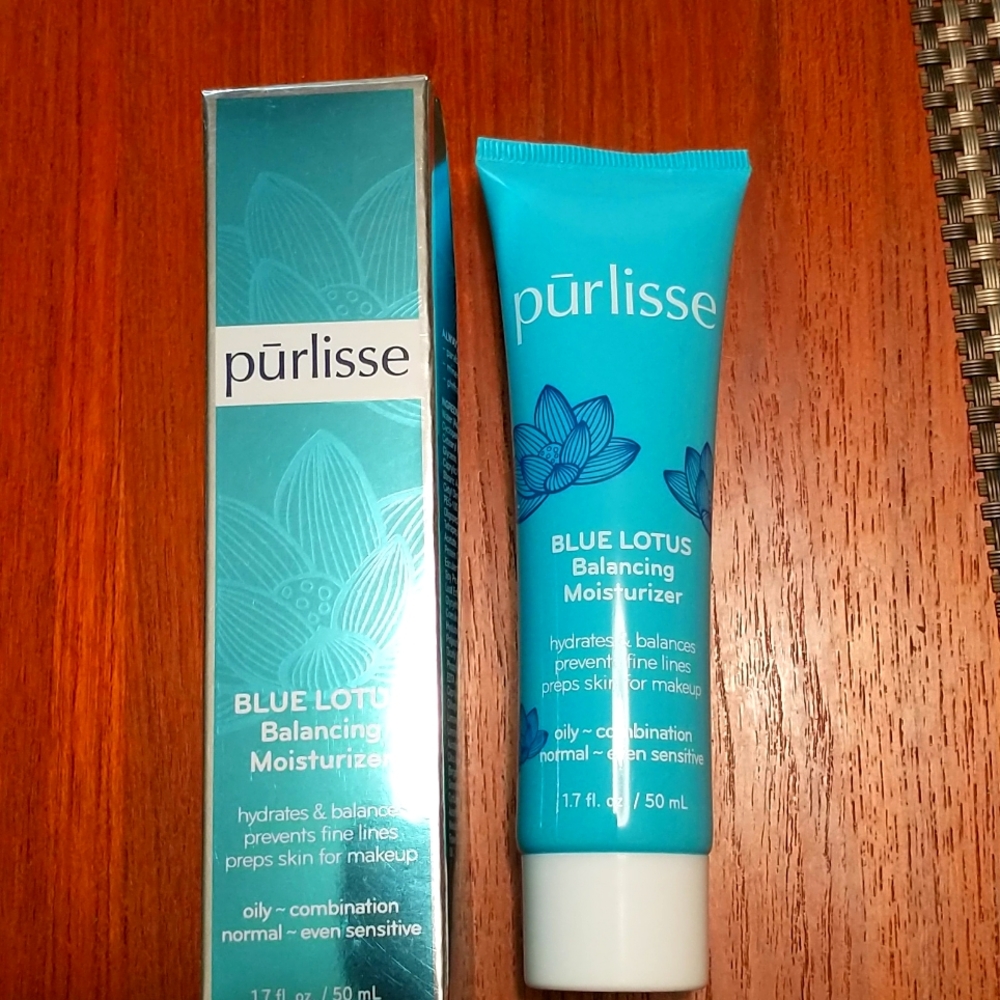 pūrlisse
BLUE LOTUS
Balancing
Moisturizer
hydrates & balances
prevents fine lines
preps skin for makeup
oily ~ combination
normal ~ even sensitive
1.7 fl. oz. / 50 mL
pūrlisse
BLUE LOTUS
Balancing
Moisturizer
hydrates & balances
prevents fine lines
preps skin for makeup
oily ~ combination
normal ~ even sensitive
1.7 fl. oz. / 50 mL